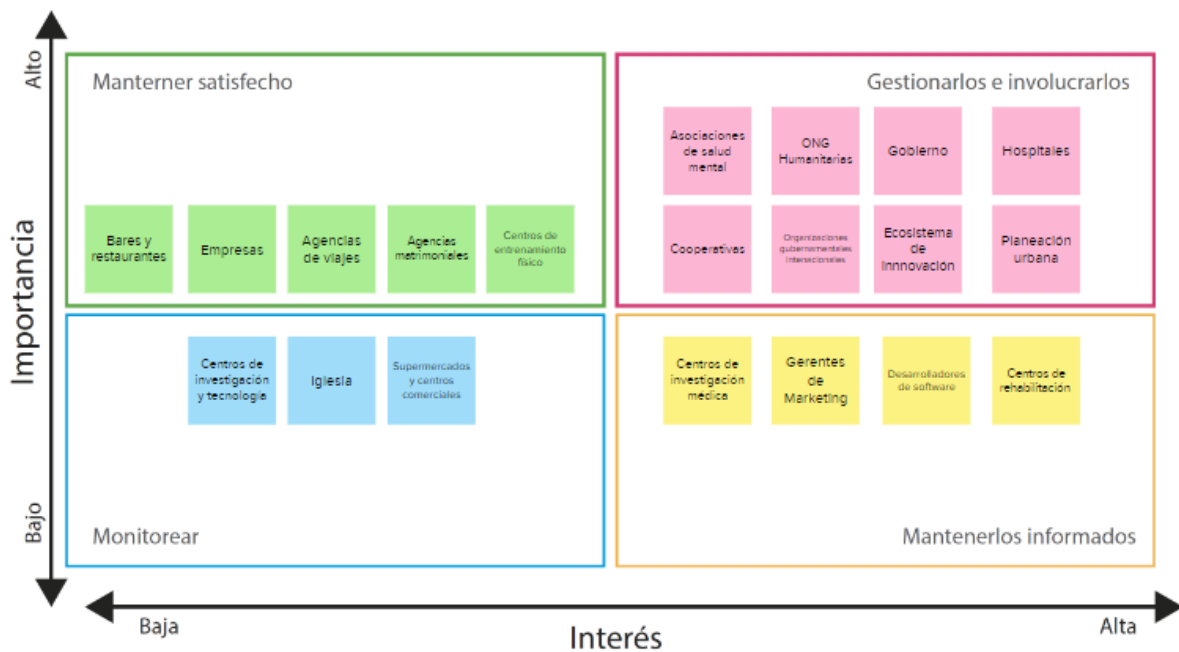 Alto
Importancia
Bajo
Manterner satisfecho
Bares y
restaurantes
Empresas
Agencias
de viajes
Agencias
matrimoniales
Centros de
entrenamiento
físico
Gestionarlos e involucrarlos
Asociaciones
de salud
mental
ONG
Humanitarias
Gobierno
Hospitales
Cooperativas
Organizaciones
qubernamentales
intenacionales
Ecosistema
de
innnovación
Planeación
urbana
Centros de
investigación
y tecnología
Iglesia
Supermercados
y centros
comerciales
Monitorear
Centros de
investigación
médica
Gerentes
de
Marketing
Desarrolladores
de software
Centros de
rehabilitación
Mantenerlos informados
Baja
Interés
Alta